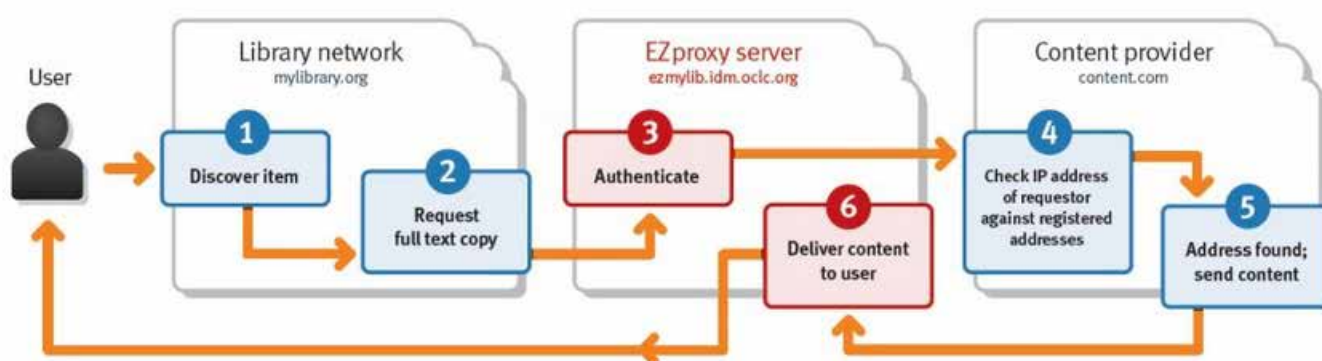 User
Library network
mylibrary.org
1
Discover item
2
Request
full text copy
EZproxy server
ezmylib.idm.oclc.org
3
Authenticate
Content provider
content.com
4
Check IP address
of requestor
against registered
addresses
5
Address found;
send content
6
Deliver content
to user